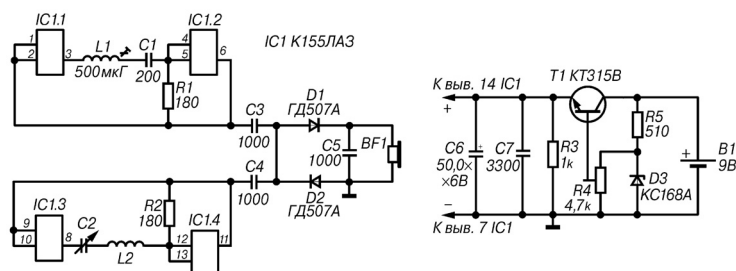 IC1.1
IC1.2
IC1 К155ЛА3
1
2
3
L1
500мкГ
C1
200
4
5
6
R1
180
C3
1000
D1
ГД507А
C5
1000
BF1
C4
1000
D2
ГД507А
IC1.3
9
10
8
C2
L2
R2
180
12
13
11
IC1.4
К выв. 14 IC1
+
T1 КТ315В
C6
50,0×
×6В
+
C7
3300
R3
1k
R4
4,7k
R5
510
D3
КС168А
+
B1
9В
–
К выв. 7 IC1